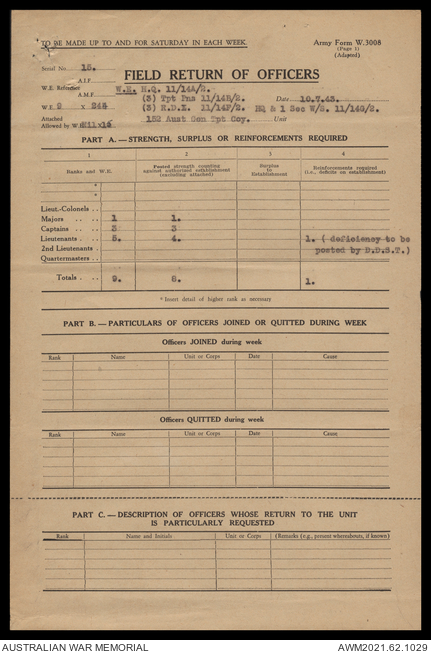 TO BE MADE UP TO AND FOR SATURDAY IN EACH WEEK.
Army Form W.3008
(Page 1)
(Adapted)
Serial No 15.
FIELD RETURN OF OFFICERS
A I F
W.E. Reference W.E. H.Q. 11/14A/2.
A M F
(3) Tpt Pns 11/14B/2. Date 10.7.43.
W.E. 9 x 245 (3) R.D.E. 11/14F/2. HQ & 1 Sec W/S. 11/14G/2.
Attached 152 Aust Gen Tpt Coy. Unit
Allowed by W.E.
PART A.—STRENGTH, SURPLUS OR REINFORCEMENTS REQUIRED
1 2 3 4
Ranks and W.E. Posted strength counting against authorised establishment (excluding attached) Surplus to Establishment Reinforcements required (i.e., deficits on establishment)
*
*
Lieut.-Colonels
Majors 1 1.
Captains 3 3
Lieutenants 5. 4. 1. ( deficiency to be
2nd Lieutenants posted by D.D.S.T.)
Quartermasters
Totals 9. 8. 1.
* Insert detail of higher rank as necessary
PART B.—PARTICULARS OF OFFICERS JOINED OR QUITTED DURING WEEK
Officers JOINED during week
Rank Name Unit or Corps Date Cause
Officers QUITTED during week
Rank Name Unit or Corps Date Cause
PART C.—DESCRIPTION OF OFFICERS WHOSE RETURN TO THE UNIT
IS PARTICULARLY REQUESTED
Rank Name and Initials Unit or Corps (Remarks (e.g., present whereabouts, if known)
AUSTRALIAN WAR MEMORIAL AWM2021.62.1029